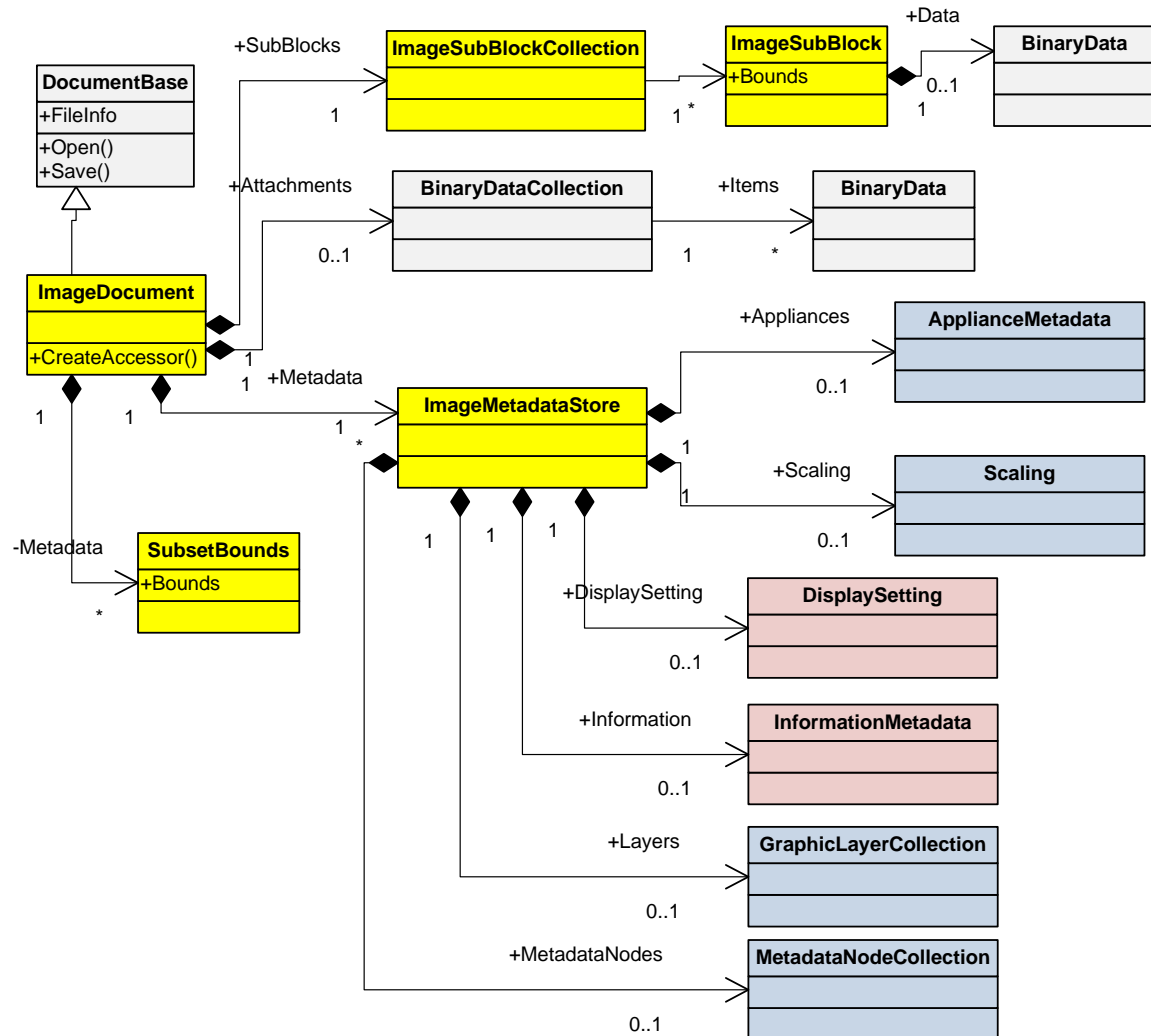 +Data
+SubBlocks
ImageSubBlockCollection
ImageSubBlock
BinaryData
DocumentBase
+Bounds
0..1
+FileInfo
1
1
*
1
+Open()
+Save()
+Attachments
BinaryDataCollection
+Items
BinaryData
0..1
1
*
ImageDocument
+Appliances
ApplianceMetadata
+CreateAccessor()
1
1
+Metadata
0..1
ImageMetadataStore
1
1
1
*
1
+Scaling
Scaling
1
1
1
1
0..1
-Metadata
SubsetBounds
+Bounds
*
+DisplaySetting
DisplaySetting
0..1
+Information
InformationMetadata
0..1
+Layers
GraphicLayerCollection
0..1
+MetadataNodes
MetadataNodeCollection
0..1